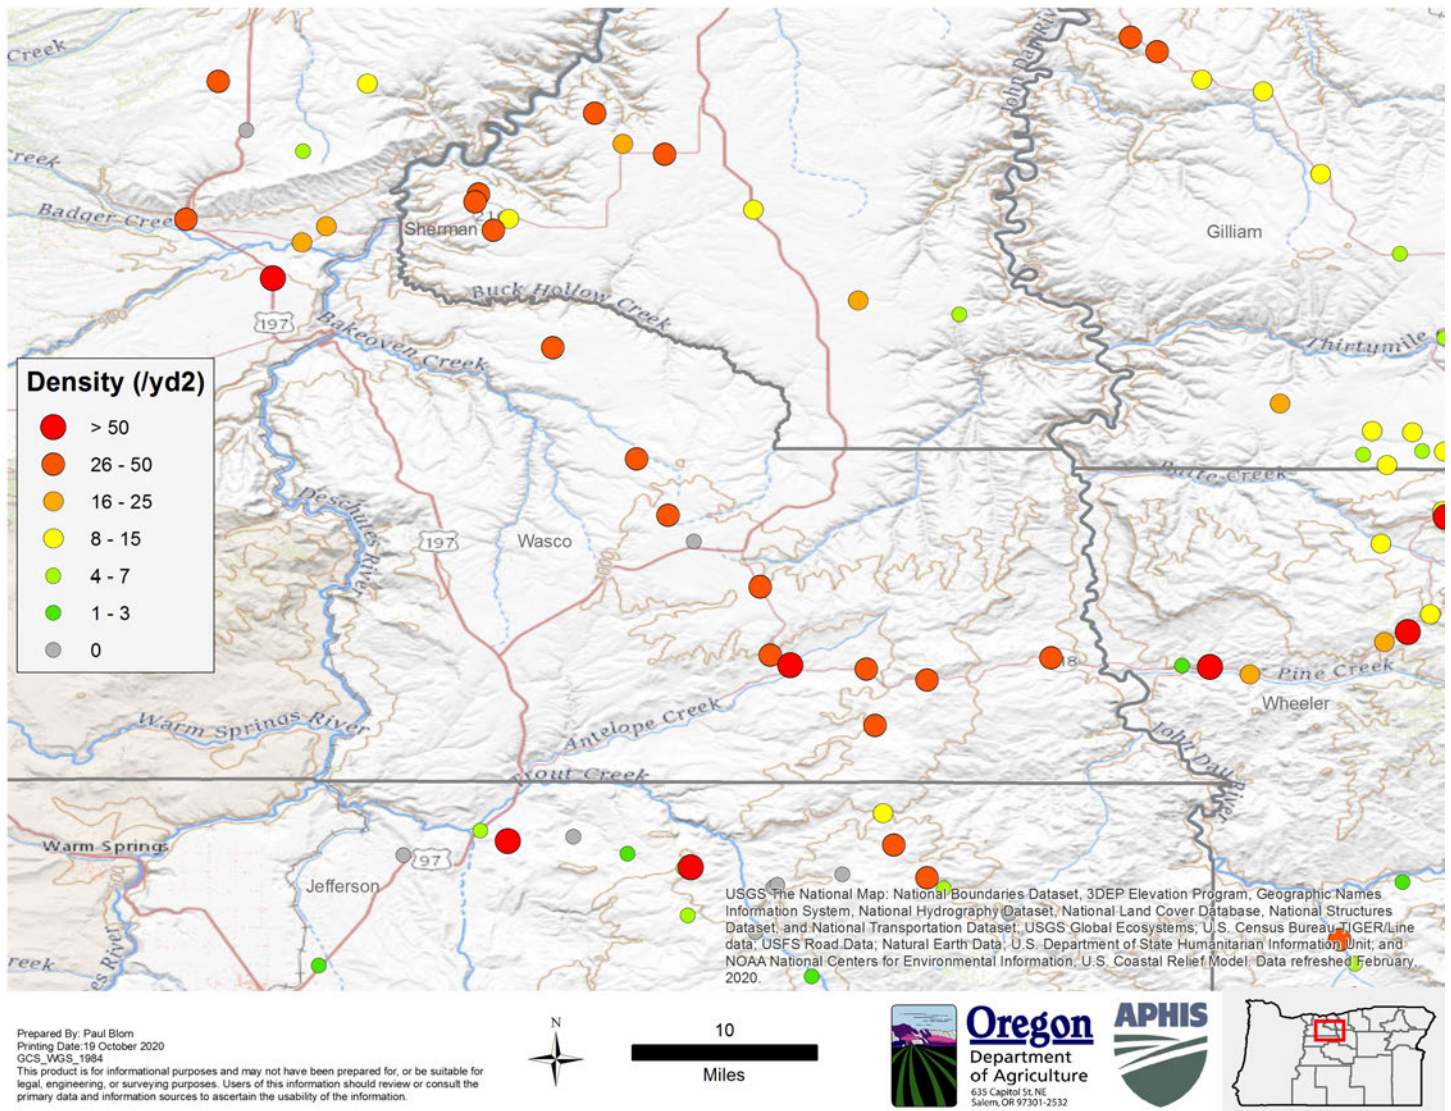 Creek
John Day River
Creek
Badger Creek
216
Sherman
Gilliam
Buck Hollow Creek
500
197
Bakeoven Creek
Thirtymile
Density (/yd2)
> 50
26 - 50
16 - 25
8 - 15
4 - 7
1 - 3
0
Butte Creek
Deschutes River
500
197
Wasco
18
Pine Creek
Wheeler
Warm Springs River
Antelope Creek
John Day River
Trout Creek
Warm Springs
97
Jefferson
reek
es River
USGS The National Map: National Boundaries Dataset, 3DEP Elevation Program, Geographic Names
Information System, National Hydrography Dataset, National Land Cover Database, National Structures
Dataset, and National Transportation Dataset; USGS Global Ecosystems; U.S. Census Bureau TIGER/Line
data; USFS Road Data; Natural Earth Data; U.S. Department of State Humanitarian Information Unit; and
NOAA National Centers for Environmental Information, U.S. Coastal Relief Model. Data refreshed February,
2020.
Prepared By: Paul Blom
Printing Date:19 October 2020
GCS_WGS_1984
This product is for informational purposes and may not have been prepared for, or be suitable for
legal, engineering, or surveying purposes. Users of this information should review or consult the
primary data and information sources to ascertain the usability of the information.
N
10
Miles
Oregon
Department
of Agriculture
635 Capitol St. NE
Salem, OR 97301-2532
APHIS